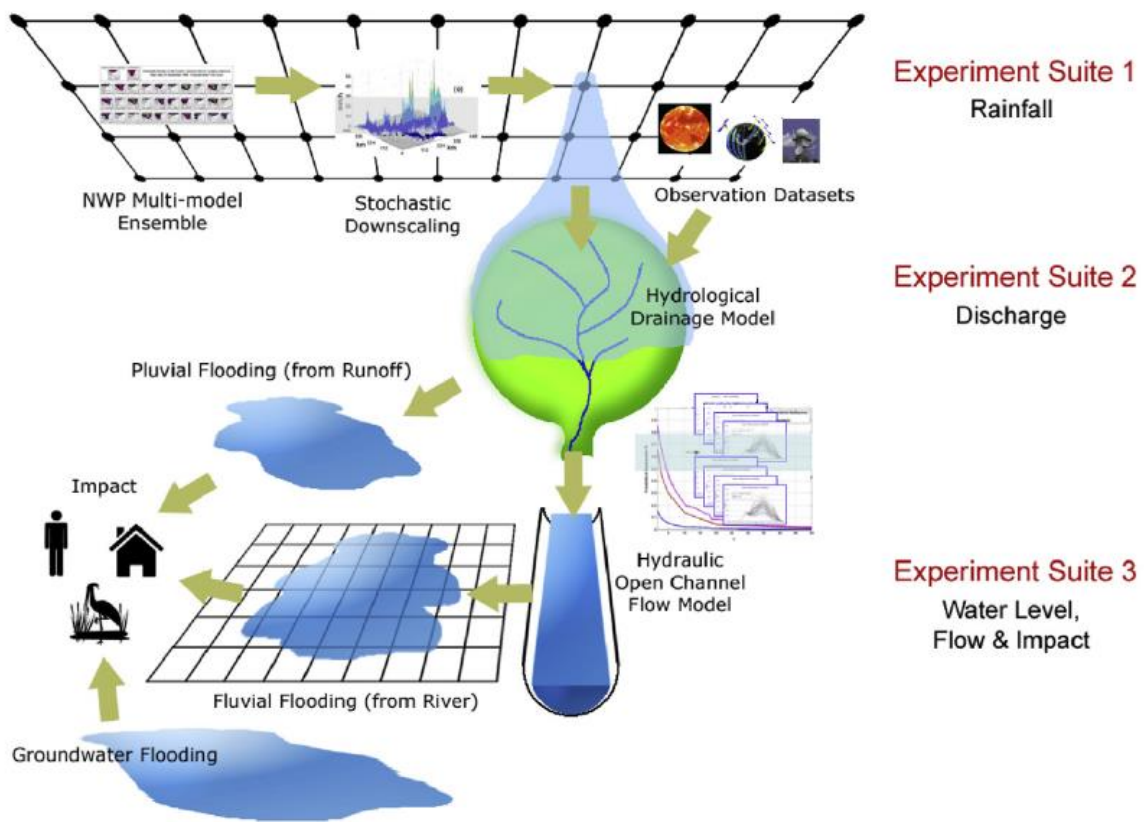 Experiment Suite 1
Rainfall
NWP Multi-model
Ensemble
Stochastic
Downscaling
Observation Datasets
Experiment Suite 2
Discharge
Hydrological
Drainage Model
Pluvial Flooding (from Runoff)
Impact
Hydraulic
Open Channel
Flow Model
Experiment Suite 3
Water Level,
Flow & Impact
Fluvial Flooding (from River)
Groundwater Flooding